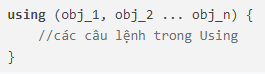 using (obj_1, obj_2 ... obj_n) {
//các câu lệnh trong Using
}